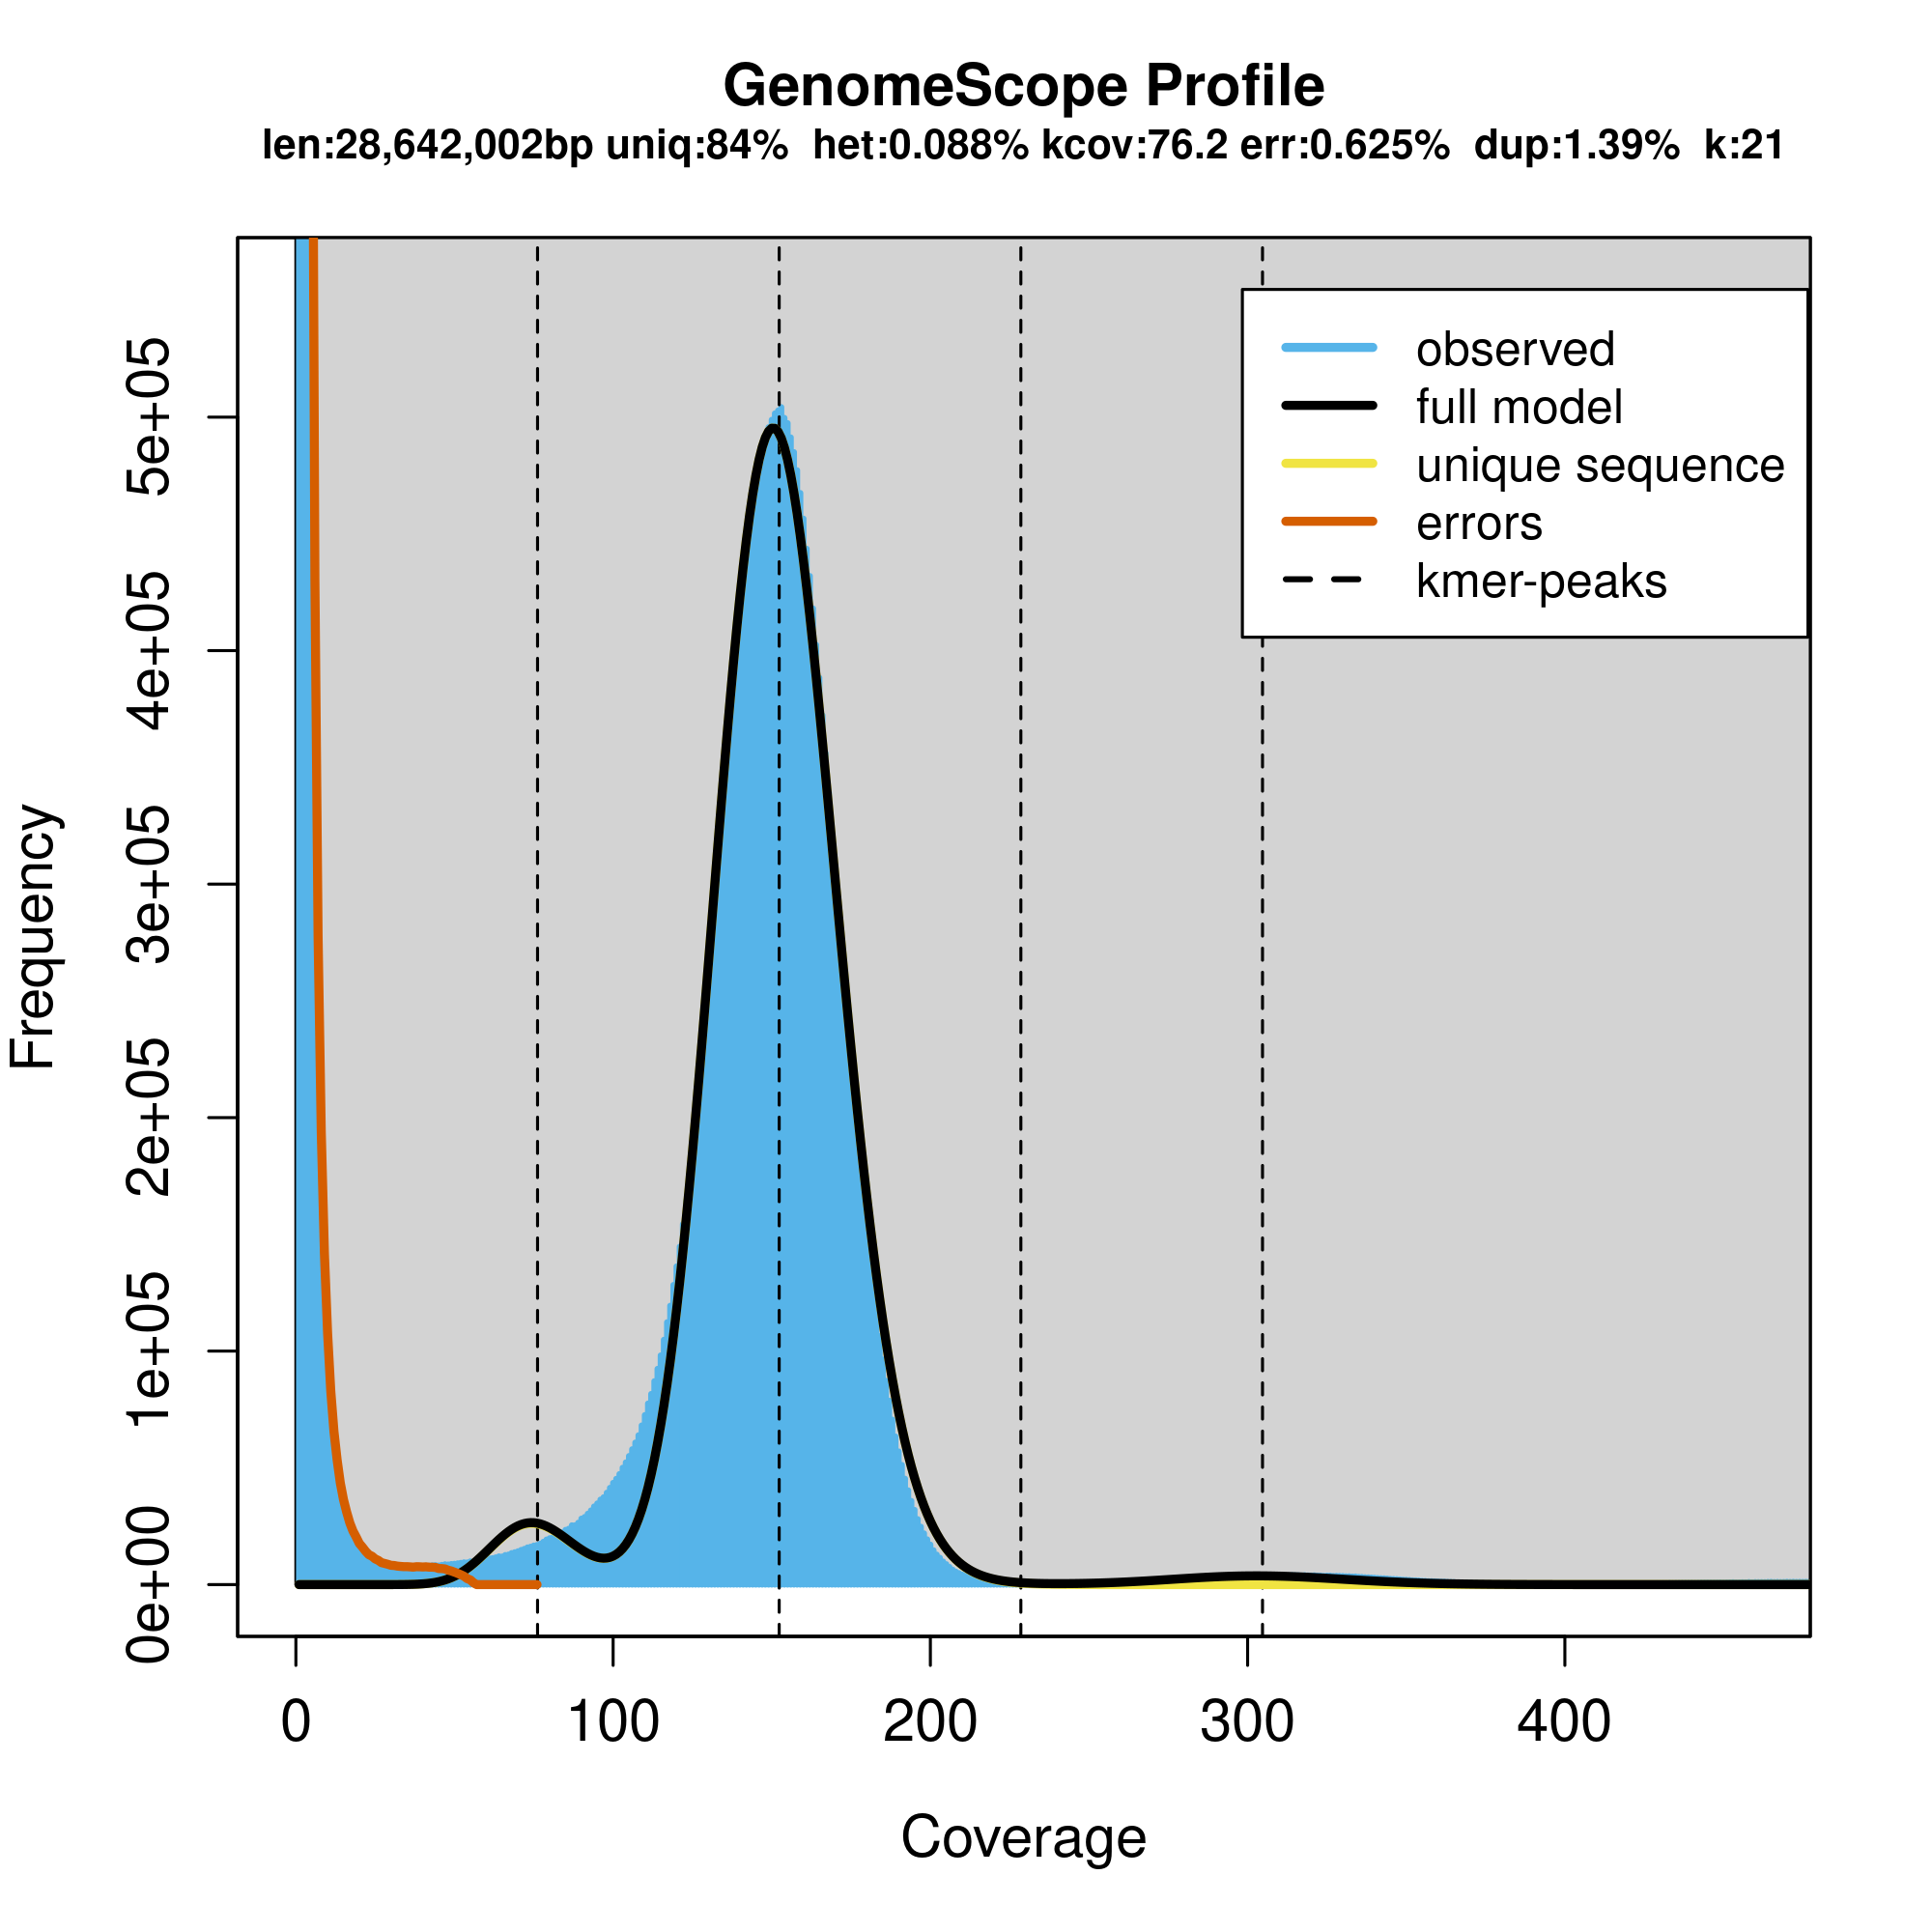 GenomeScope Profile
len:28,642,002bp uniq:84% het:0.088% kcov:76.2 err:0.625% dup:1.39% k:21
observed
full model
unique sequence
errors
kmer-peaks
Frequency
5e+05
4e+05
3e+05
2e+05
1e+05
0e+00
0 100 200 300 400
Coverage